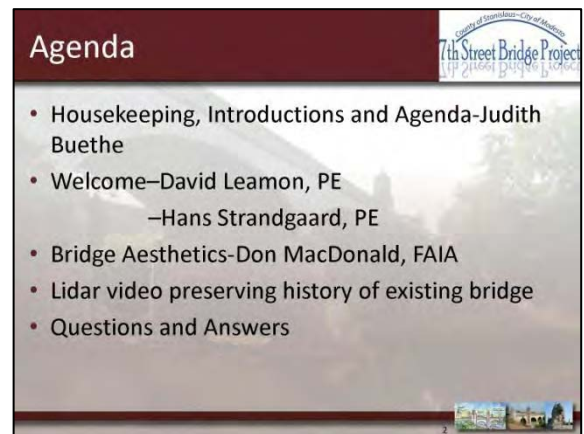 Agenda
County of Stanislaus-City of Modesto
7th Street Bridge Project
• Housekeeping, Introductions and Agenda-Judith
Buethe
• Welcome–David Leamon, PE
–Hans Strandgaard, PE
• Bridge Aesthetics-Don MacDonald, FAIA
• Lidar video preserving history of existing bridge
• Questions and Answers
2